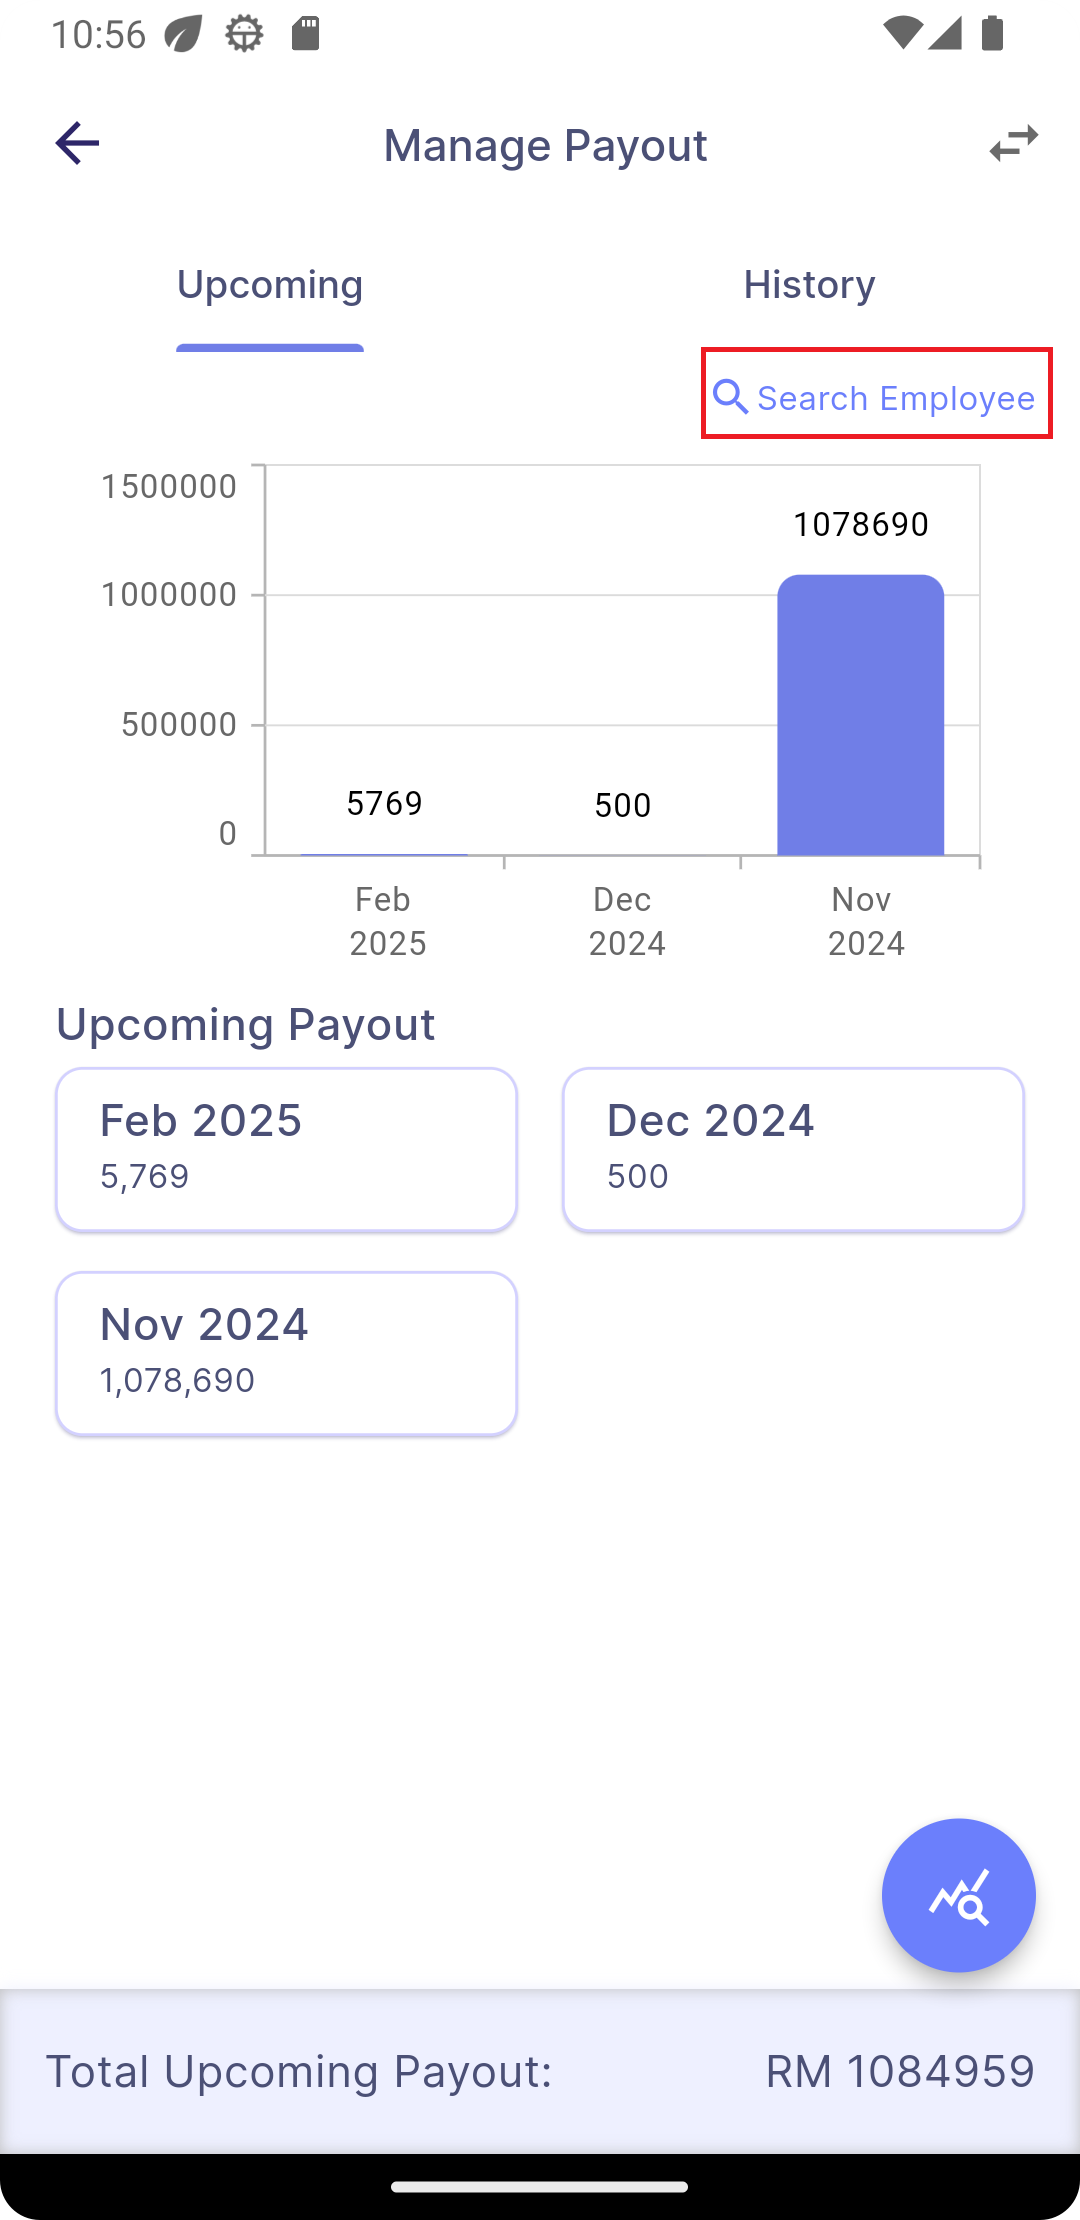 10:56
Manage Payout
Upcoming
History
Search Employee
1500000
1000000
500000
0
5769
500
1078690
Feb 2025
Dec 2024
Nov 2024
Upcoming Payout
Feb 2025
5,769
Dec 2024
500
Nov 2024
1,078,690
Total Upcoming Payout: RM 1084959